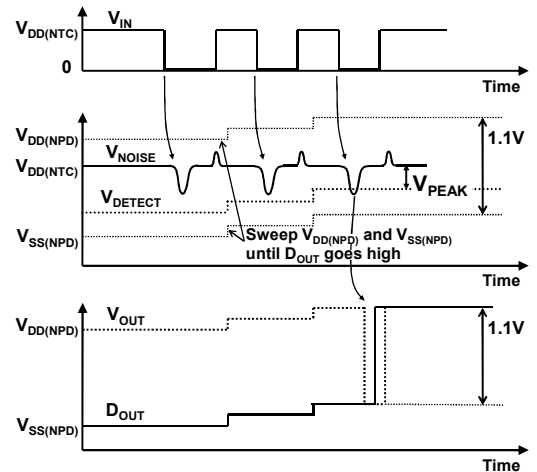 V_IN
V_DD(NTC)
0
Time
V_DD(NPD)
V_NOISE
V_DD(NTC)
1.1V
V_PEAK
V_DETECT
V_SS(NPD)
Sweep V_DD(NPD) and V_SS(NPD)
until D_OUT goes high
Time
V_OUT
V_DD(NPD)
1.1V
D_OUT
V_SS(NPD)
Time